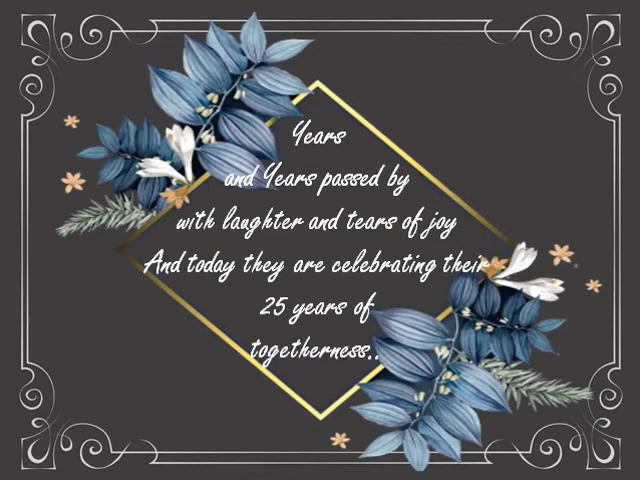 Years
and Years passed by
with laughter and tears of joy
And today they are celebrating their
25 years of
togetherness..